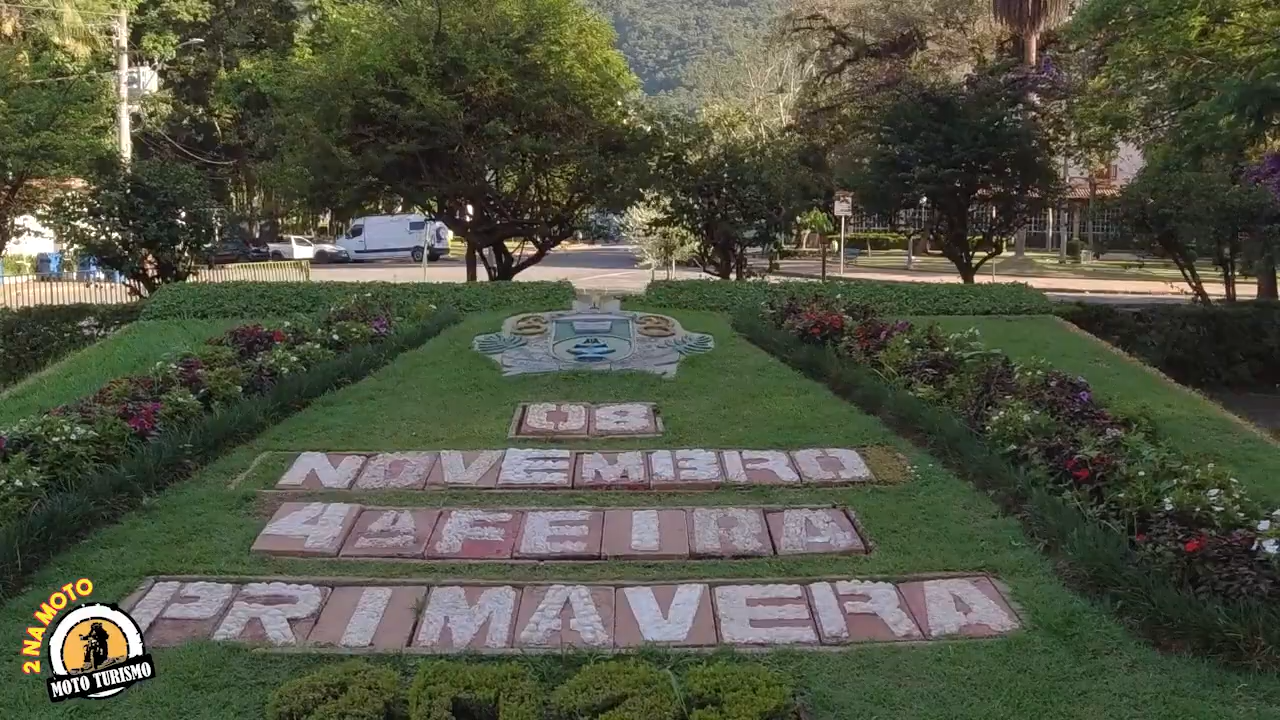 08
NOVEMBRO
4ª FEIRA
PRIMAVERA
2 NA MOTO
MOTO TURISMO